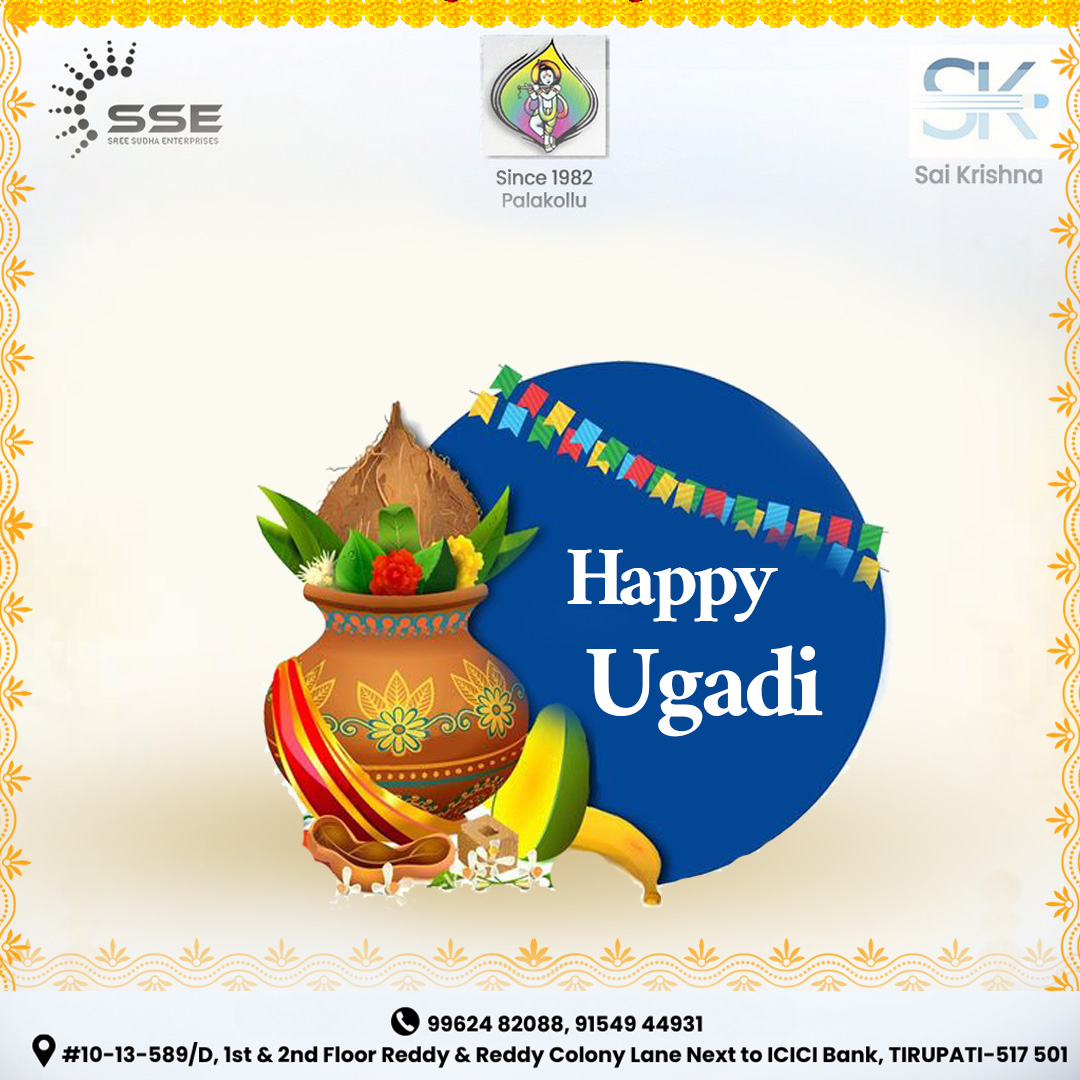 SSE
SREE SUDHA ENTERPRISES
Since 1982
Palakollu
SK
Sai Krishna
Happy
Ugadi
99624 82088, 91549 44931
#10-13-589/D, 1st & 2nd Floor Reddy & Reddy Colony Lane Next to ICICI Bank, TIRUPATI-517 501